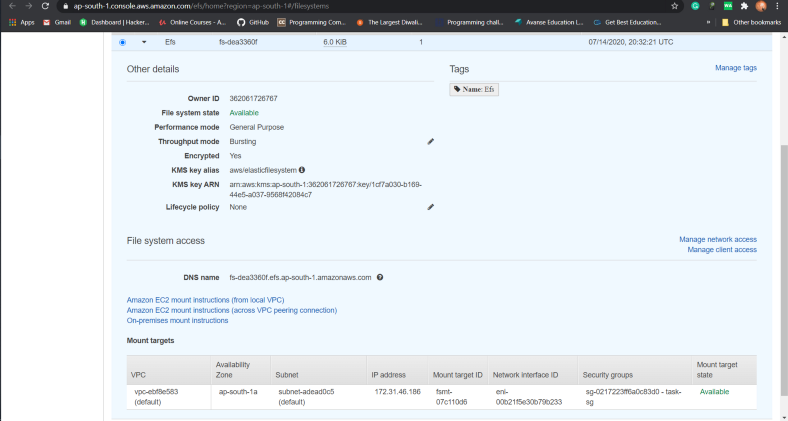 ap-south-1.console.aws.amazon.com/efs/home?region=ap-south-1#/filesystems
Apps Gmail Dashboard | Hacker... Online Courses - A... GitHub CC Programming Com... The Largest Diwali... Programming chall... Avanse Education L... Get Best Education... » Other bookmarks
Efs fs-dea3360f 6.0 KiB 1 07/14/2020, 20:32:21 UTC
Other details Tags Manage tags
Name: Efs
Owner ID 362061726767
File system state Available
Performance mode General Purpose
Throughput mode Bursting
Encrypted Yes
KMS key alias aws/elasticfilesystem
KMS key ARN arn:aws:kms:ap-south-1:362061726767:key/1cf7a030-b169-
44e5-a037-9568f42084c7
Lifecycle policy None
File system access Manage network access
Manage client access
DNS name fs-dea3360f.efs.ap-south-1.amazonaws.com
Amazon EC2 mount instructions (from local VPC)
Amazon EC2 mount instructions (across VPC peering connection)
On-premises mount instructions
Mount targets
VPC Availability Zone Subnet IP address Mount target ID Network interface ID Security groups Mount target state
vpc-ebf8e583 ap-south-1a subnet-adead0c5 172.31.46.186 fsmt- eni- sg-0217223ff6a0c83d0 - task- Available
(default) (default) 07c110d6 00b21f5e30b79b233 sg